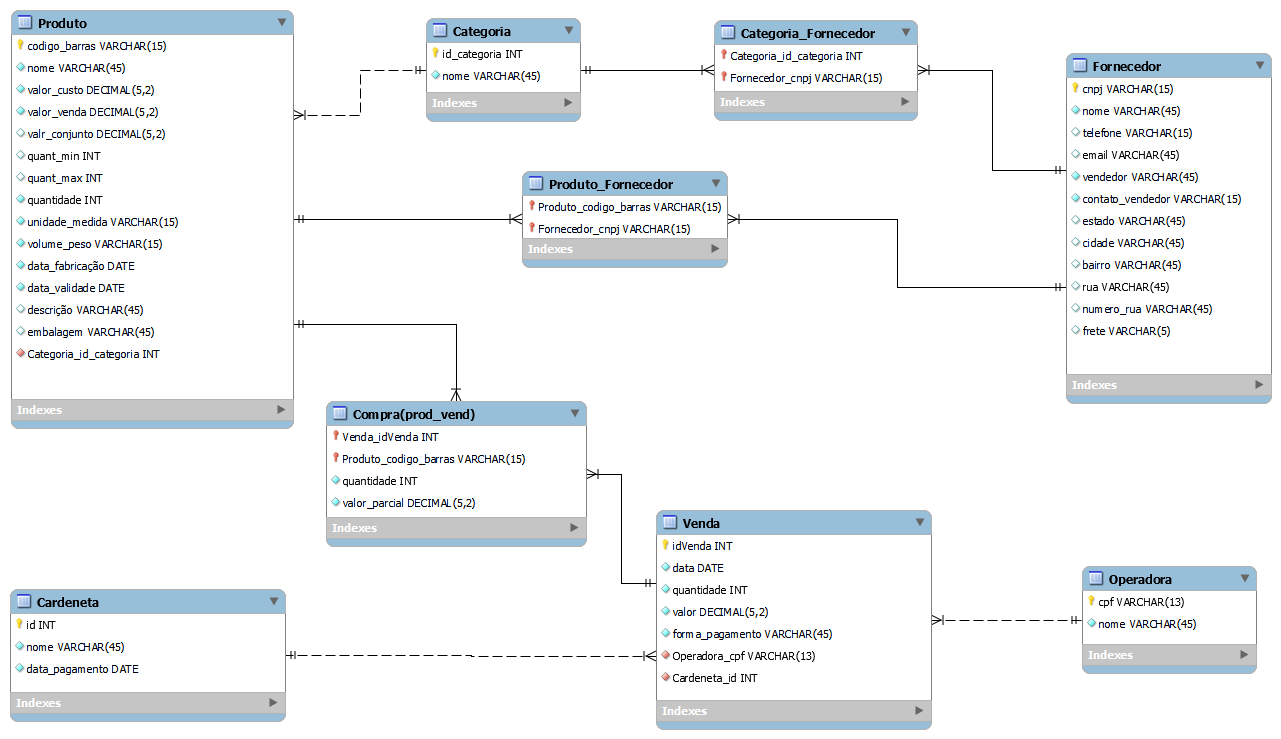 Produto
codigo_barras VARCHAR(15)
nome VARCHAR(45)
valor_custo DECIMAL(5,2)
valor_venda DECIMAL(5,2)
valr_conjunto DECIMAL(5,2)
quant_min INT
quant_max INT
quantidade INT
unidade_medida VARCHAR(15)
volume_peso VARCHAR(15)
data_fabricação DATE
data_validade DATE
descrição VARCHAR(45)
embalagem VARCHAR(45)
Categoria_id_categoria INT
Indexes
Categoria
id_categoria INT
nome VARCHAR(45)
Indexes
Categoria_Fornecedor
Categoria_id_categoria INT
Fornecedor_cnpj VARCHAR(15)
Indexes
Fornecedor
cnpj VARCHAR(15)
nome VARCHAR(45)
telefone VARCHAR(15)
email VARCHAR(45)
vendedor VARCHAR(45)
contato_vendedor VARCHAR(15)
estado VARCHAR(45)
cidade VARCHAR(45)
bairro VARCHAR(45)
rua VARCHAR(45)
numero_rua VARCHAR(45)
frete VARCHAR(5)
Indexes
Produto_Fornecedor
Produto_codigo_barras VARCHAR(15)
Fornecedor_cnpj VARCHAR(15)
Indexes
Compra(prod_vend)
Venda_idVenda INT
Produto_codigo_barras VARCHAR(15)
quantidade INT
valor_parcial DECIMAL(5,2)
Indexes
Venda
idVenda INT
data DATE
quantidade INT
valor DECIMAL(5,2)
forma_pagamento VARCHAR(45)
Operadora_cpf VARCHAR(13)
Cardeneta_id INT
Indexes
Operadora
cpf VARCHAR(13)
nome VARCHAR(45)
Indexes
Cardeneta
id INT
nome VARCHAR(45)
data_pagamento DATE
Indexes